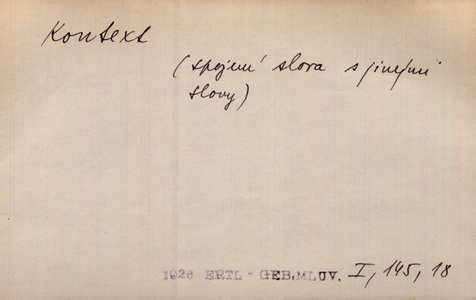 Kontext
(spojení slova s jinými
slovy)
1926 ERTL - GEB.MLUV. I, 145, 18